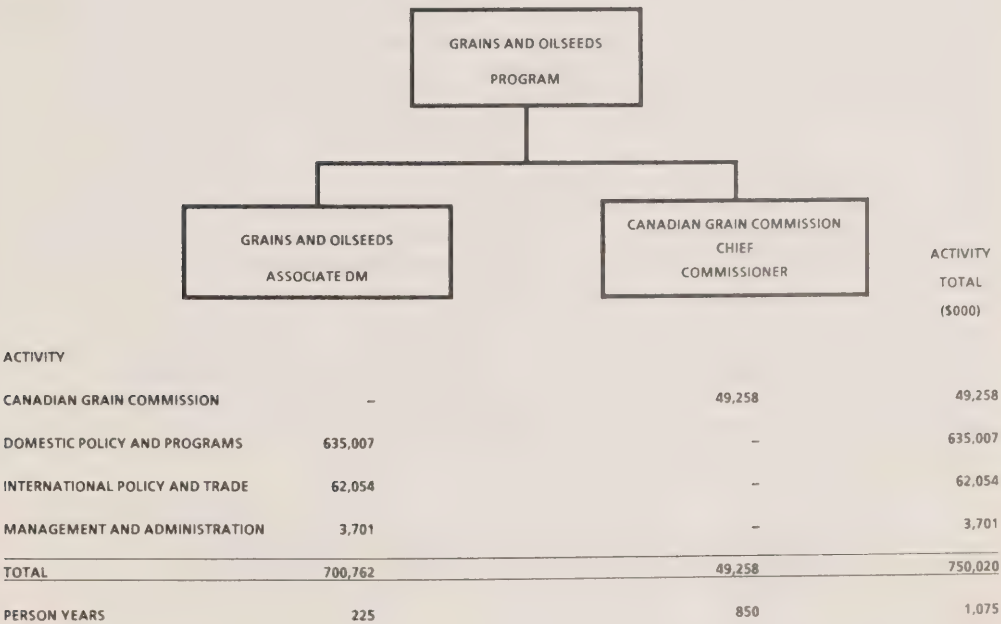 GRAINS AND OILSEEDS
PROGRAM
GRAINS AND OILSEEDS
ASSOCIATE DM
CANADIAN GRAIN COMMISSION
CHIEF
COMMISSIONER
ACTIVITY
TOTAL
($000)
ACTIVITY
CANADIAN GRAIN COMMISSION – 49,258 49,258
DOMESTIC POLICY AND PROGRAMS 635,007 – 635,007
INTERNATIONAL POLICY AND TRADE 62,054 – 62,054
MANAGEMENT AND ADMINISTRATION 3,701 – 3,701
TOTAL 700,762 49,258 750,020
PERSON YEARS 225 850 1,075